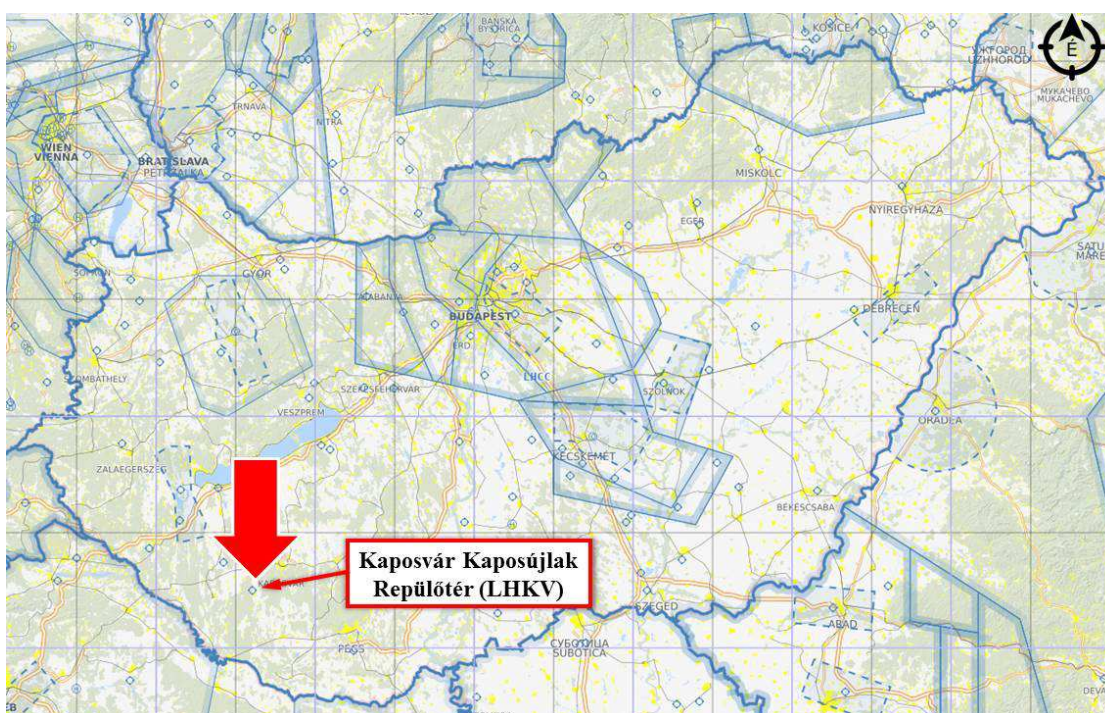 BANSKÁ
BYSTRICA
KOŠICE
É
УЖГОРОД
UZHHOROD
МУКАЧЕВО
MUKACHEVO
TRNAVA
NITRA
WIEN
VIENNA
BRATISLAVA
PETRŽALKA
MISKOLC
NYÍREGYHÁZA
EGER
SATU
MARE
SOPRON
GYŐR
TATABÁNYA
BUDAPEST
DEBRECEN
ÉRD
LHCC
SZOMBATHELY
SZÉKESFEHÉRVÁR
SZOLNOK
VESZPRÉM
ORADEA
KECSKEMÉT
ZALAEGERSZEG
BÉKÉSCSABA
Kaposvár Kaposújlak
Repülőtér (LHKV)
KAPOSVÁR
SZEGED
ARAD
СУБОТИЦА
SUBOTICA
PÉCS
DEVA